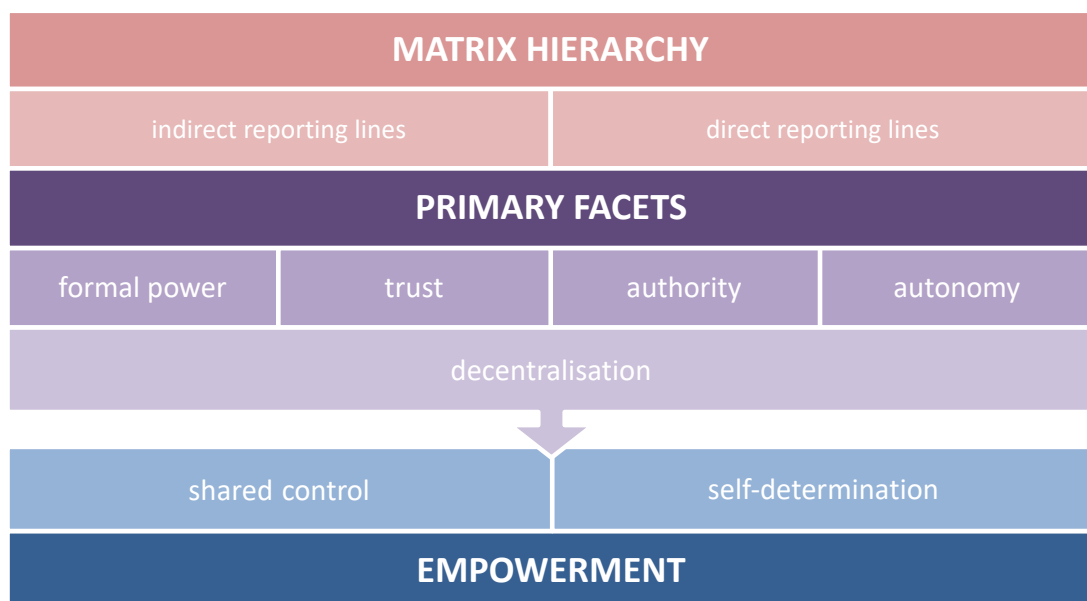 MATRIX HIERARCHY
indirect reporting lines
direct reporting lines
PRIMARY FACETS
formal power
trust
authority
autonomy
decentralisation
shared control
self-determination
EMPOWERMENT